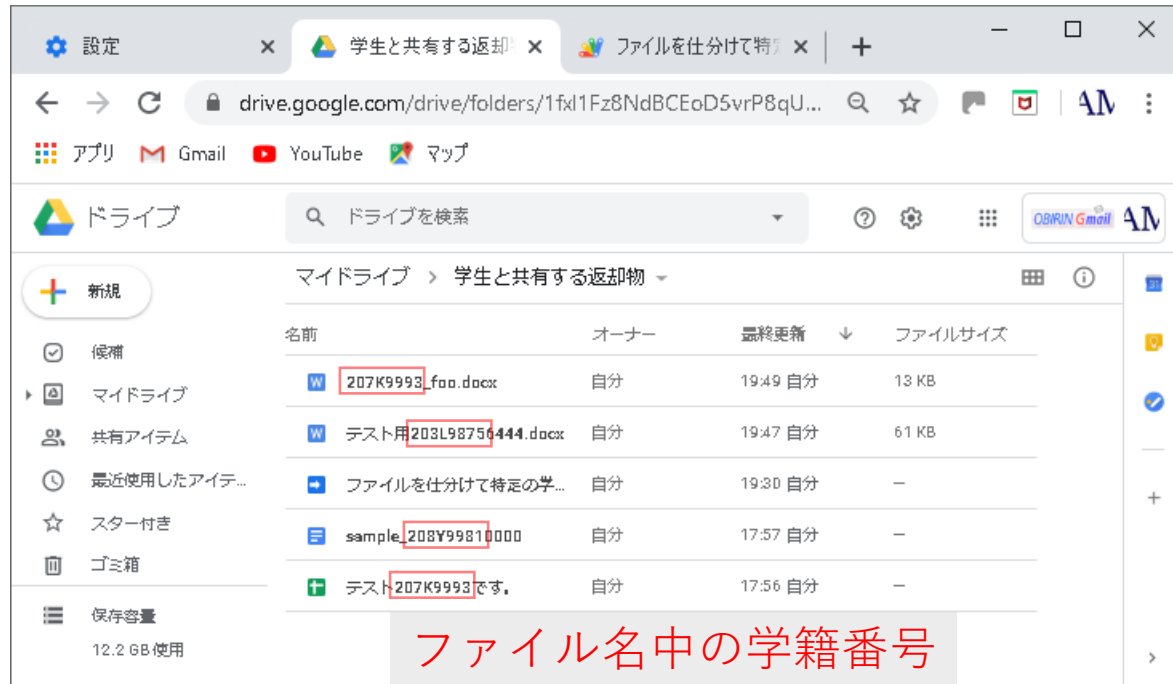 設定
学生と共有する返却
ファイルを仕分けて特
drive.google.com/drive/folders/1fxl1Fz8NdBCEoD5vrP8qU...
アプリ Gmail YouTube マップ
ドライブ ドライブを検索 OBIRIN Gmail AM
新規
マイドライブ > 学生と共有する返却物
候補
マイドライブ
共有アイテム
最近使用したアイテ...
スター付き
ゴミ箱
保存容量
12.2 GB 使用
名前 オーナー 最終更新 ファイルサイズ
207K9993_foo.docx 自分 19:49 自分 13 KB
テスト用203L98756444.docx 自分 19:47 自分 61 KB
ファイルを仕分けて特定の学... 自分 19:30 自分 —
sample_208Y99810000 自分 17:57 自分 —
テスト207K9993です。 自分 17:56 自分 —
ファイル名中の学籍番号
31